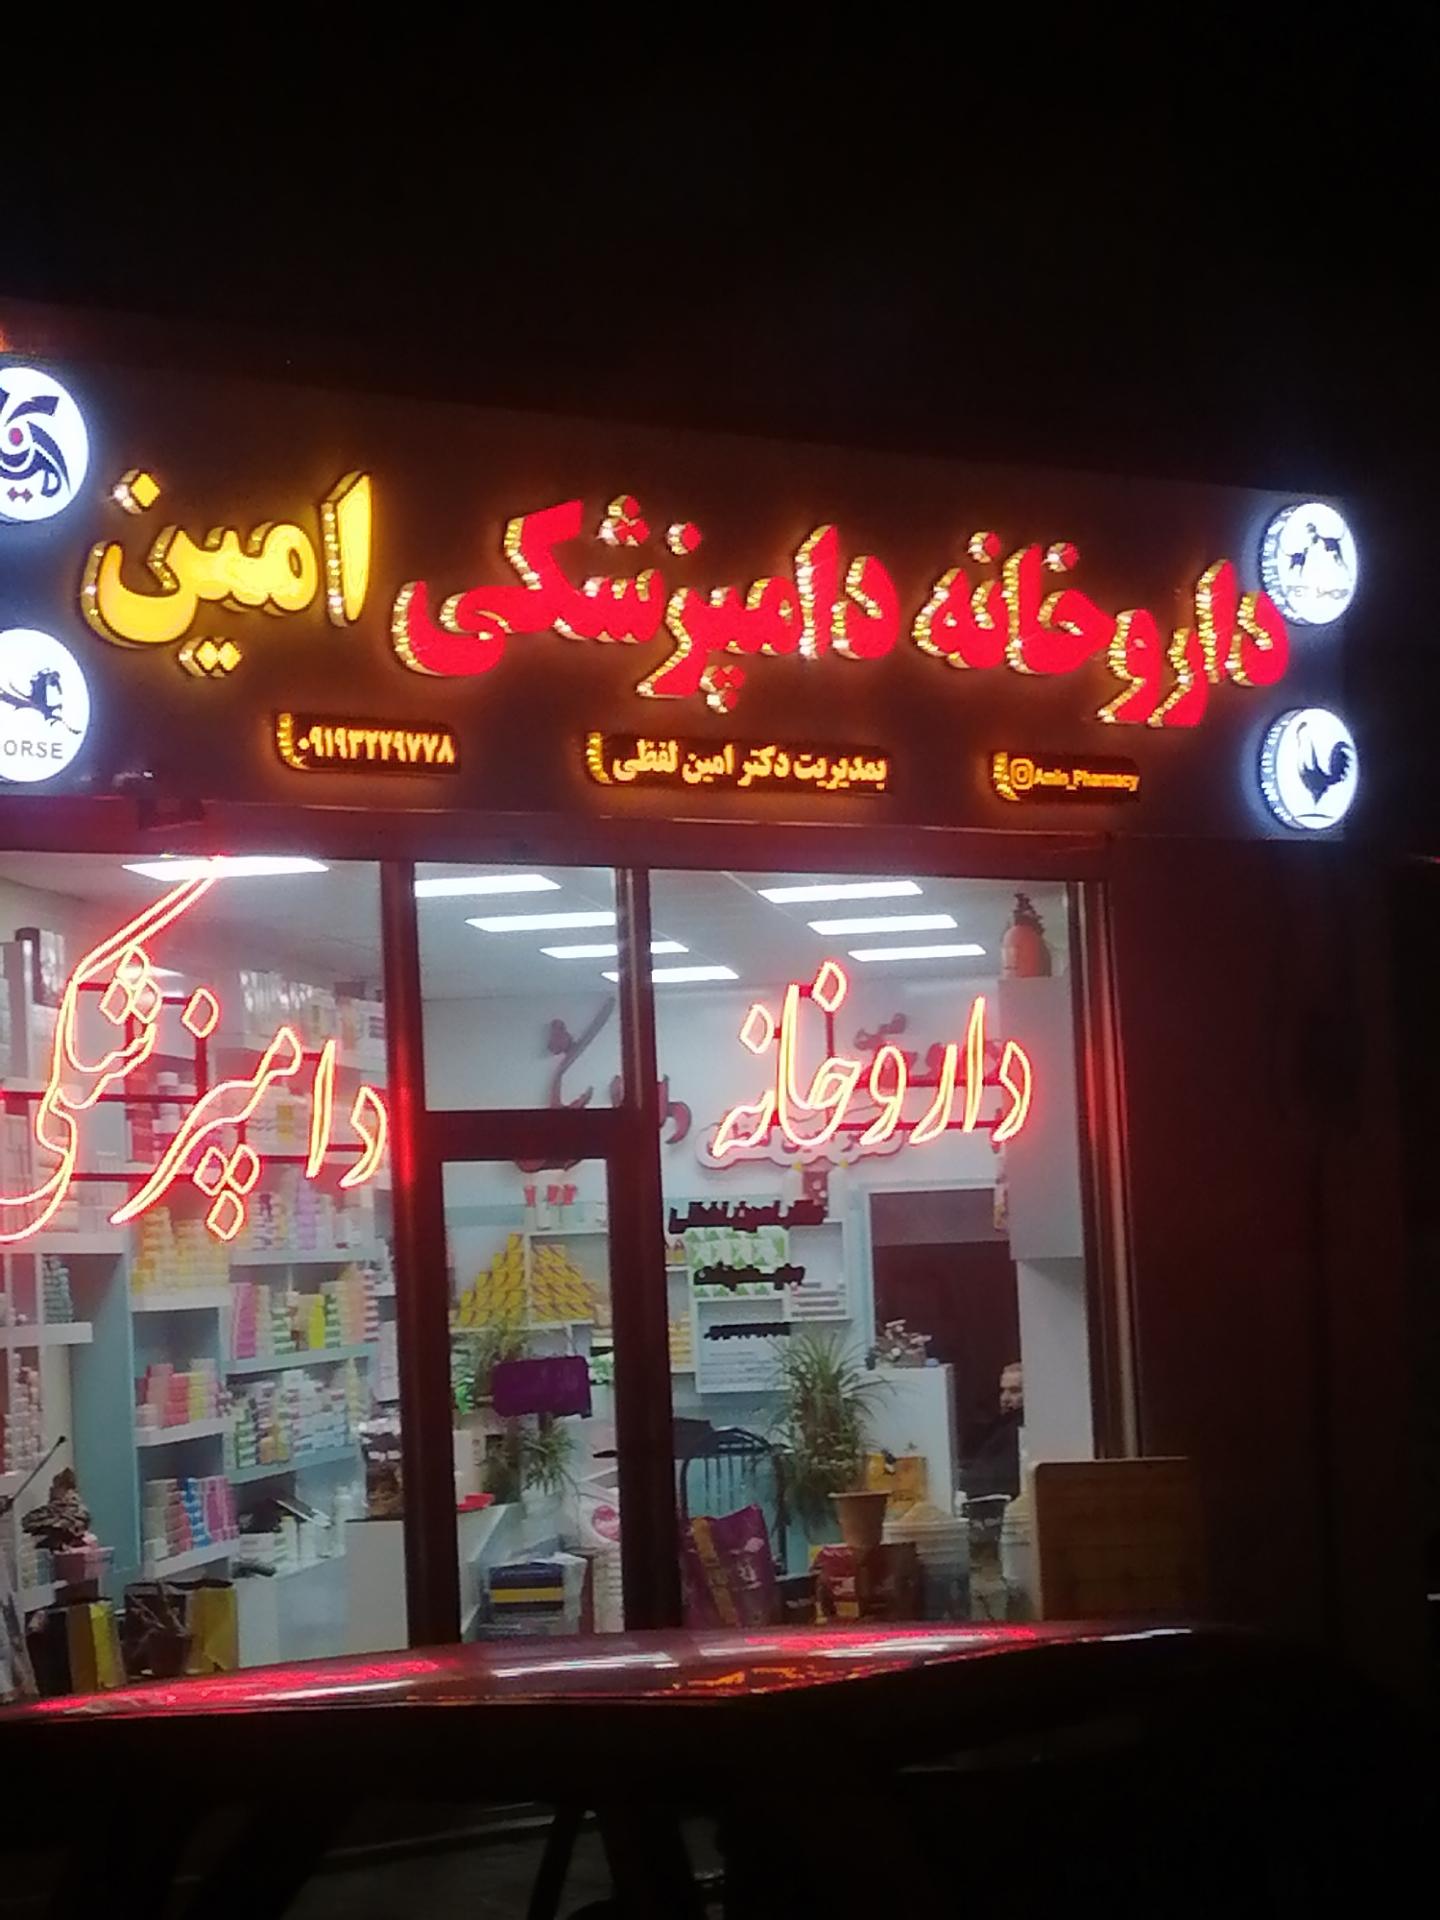 داروخانه دامپزشکی امین
PET SHOP
ORSE
Amin_Pharmacy
بمدیریت دکتر امین لفظی
۰۹۱۹۳۲۲۹۷۷۸
داروخانه
دامپزشکی